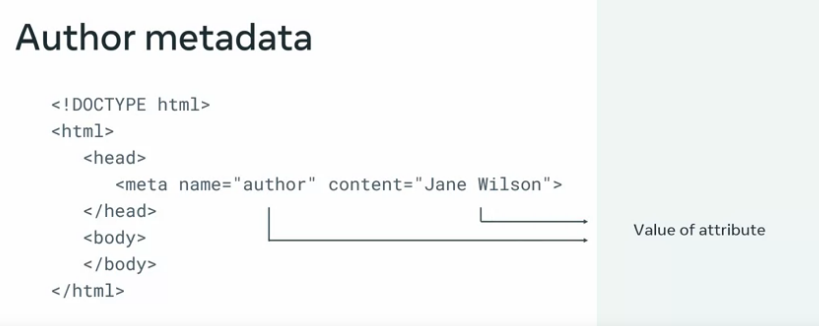 Author metadata
<!DOCTYPE html>
<html>
<head>
<meta name="author" content="Jane Wilson">
</head>
<body>
</body>
</html>
Value of attribute